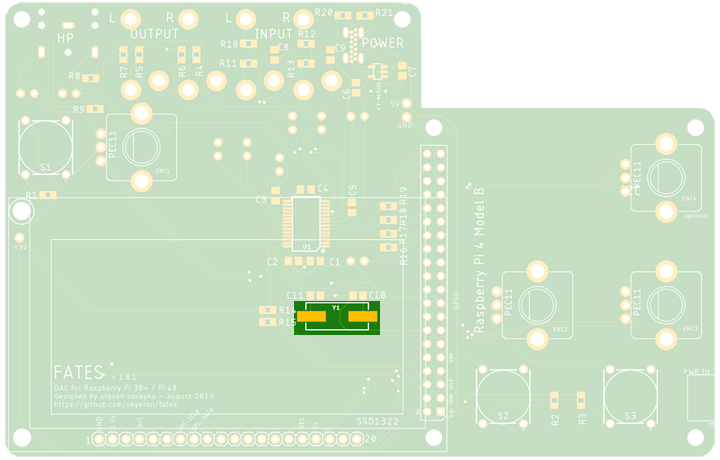 L R L R R20 R21
HP OUTPUT INPUT R12 POWER
R10 C8 C9
R7 R5 R6 R4 R11 R13 C7
R8 C6
R9 5V
GND
PEC11 ENC1
S1
PEC11 ENC4
optional
R1 C3 C4 C5 R19
R18
R17
R16
U1
3.3V
C2 C1
Raspberry Pi 4 Model B
GPIO
C11 C10
Y1
R14
R15
PEC11 ENC2
PEC11 ENC3
FATES v 1.8.1
DAC for Raspberry Pi 3B+ / Pi 4B
designed by steven noreyko - august 2019
https://github.com/okyeron/fates
PWR IN
S2 R2 R3 S3
SSD1322
1 20